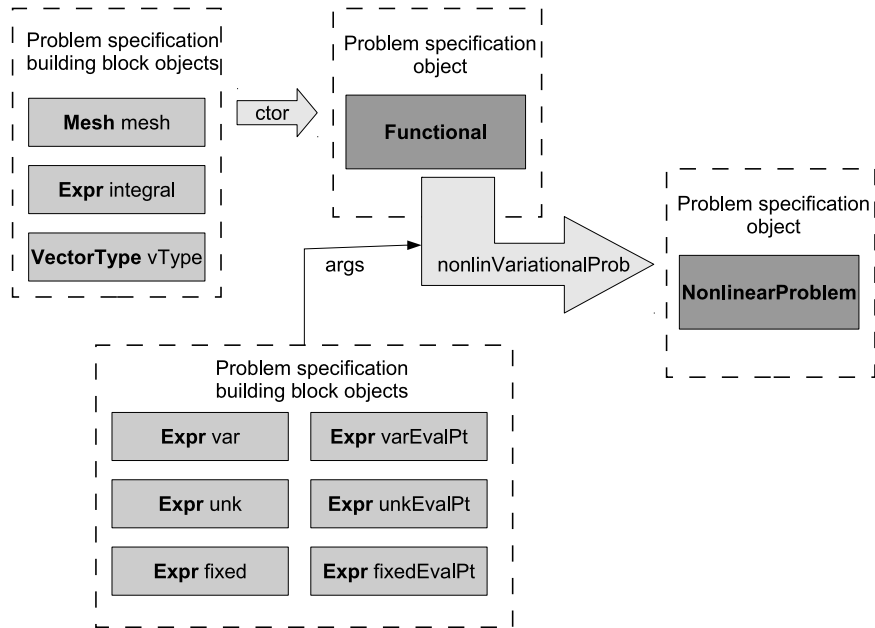 Problem specification
building block objects
Mesh mesh
Expr integral
VectorType vType
ctor
Problem specification
object
Functional
args
nonlinVariationalProb
Problem specification
object
NonlinearProblem
Problem specification
building block objects
Expr var
Expr varEvalPt
Expr unk
Expr unkEvalPt
Expr fixed
Expr fixedEvalPt